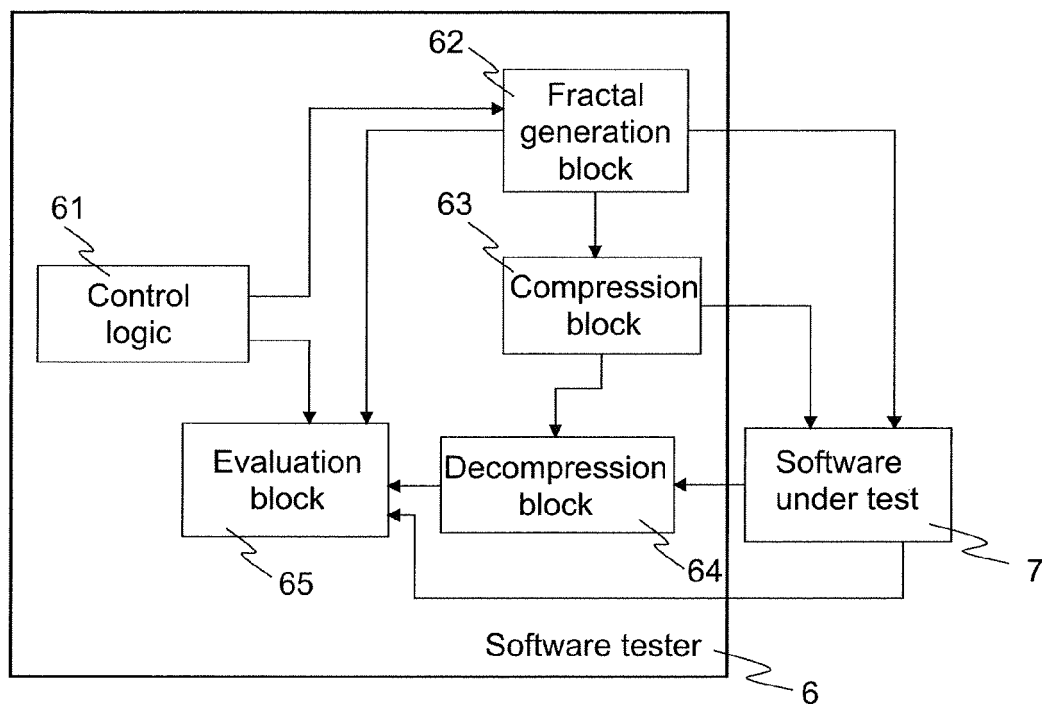 62
Fractal
generation
block
61
63
Control
logic
Compression
block
Evaluation
block
Decompression
block
Software
under test
65
64
7
Software tester
6